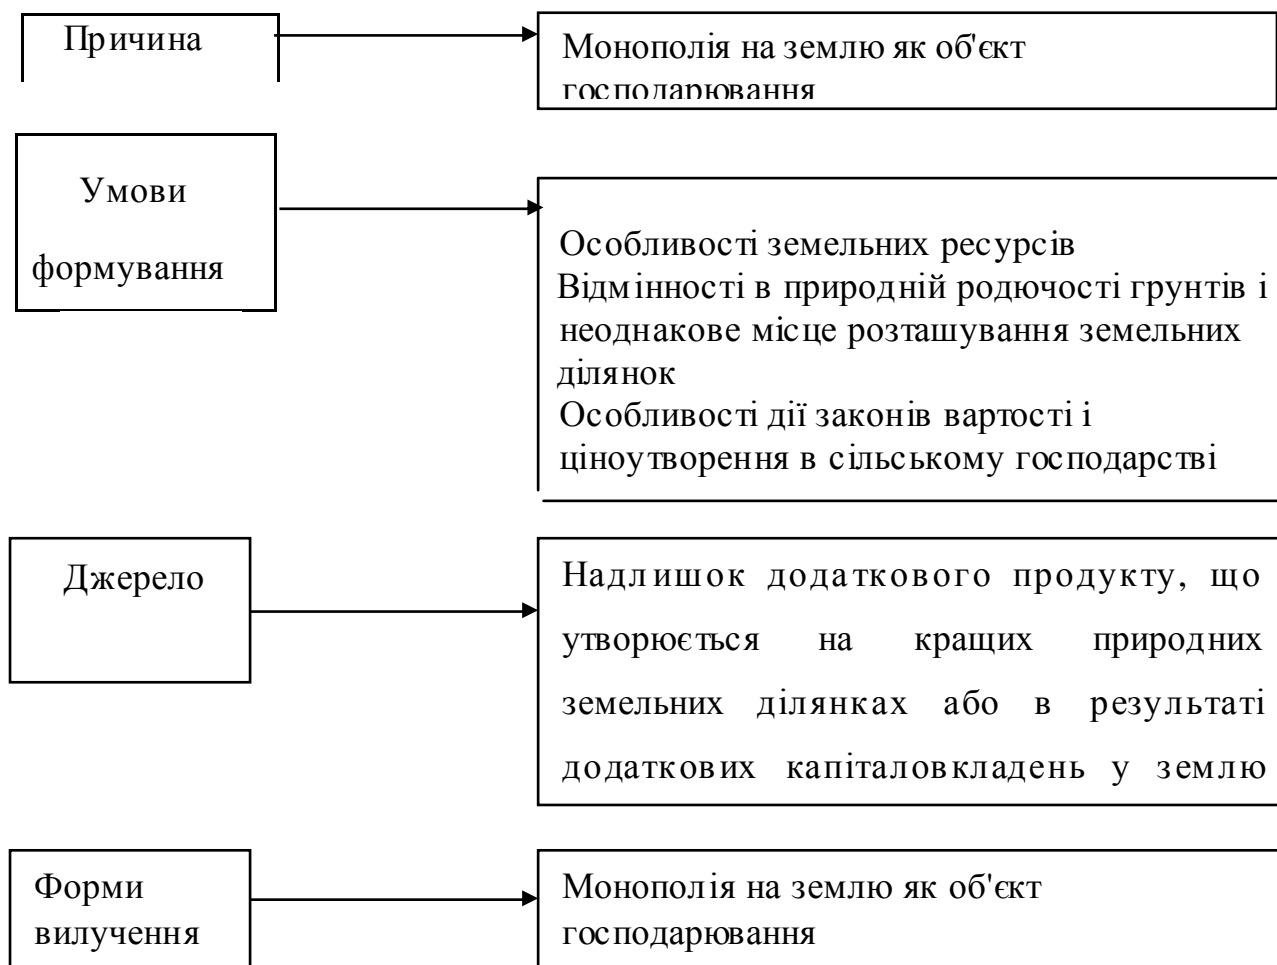 Причина
Монополія на землю як об'єкт
господарювання
Умови
формування
Особливості земельних ресурсів
Відмінності в природній родючості грунтів і
неоднакове місце розташування земельних
ділянок
Особливості дії законів вартості і
ціноутворення в сільському господарстві
Джерело
Надлишок додаткового продукту, що
утворюється на кращих природних
земельних ділянках або в результаті
додаткових капіталовкладень у землю
Форми
вилучення
Монополія на землю як об'єкт
господарювання